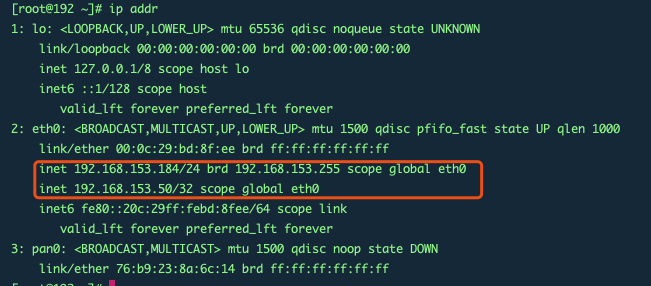 [root@192 ~]# ip addr
1: lo: <LOOPBACK,UP,LOWER_UP> mtu 65536 qdisc noqueue state UNKNOWN
link/loopback 00:00:00:00:00:00 brd 00:00:00:00:00:00
inet 127.0.0.1/8 scope host lo
inet6 ::1/128 scope host
valid_lft forever preferred_lft forever
2: eth0: <BROADCAST,MULTICAST,UP,LOWER_UP> mtu 1500 qdisc pfifo_fast state UP qlen 1000
link/ether 00:0c:29:bd:8f:ee brd ff:ff:ff:ff:ff:ff
inet 192.168.153.184/24 brd 192.168.153.255 scope global eth0
inet 192.168.153.50/32 scope global eth0
inet6 fe80::20c:29ff:febd:8fee/64 scope link
valid_lft forever preferred_lft forever
3: pan0: <BROADCAST,MULTICAST> mtu 1500 qdisc noop state DOWN
link/ether 76:b9:23:8a:6c:14 brd ff:ff:ff:ff:ff:ff
[root@192 ~]#